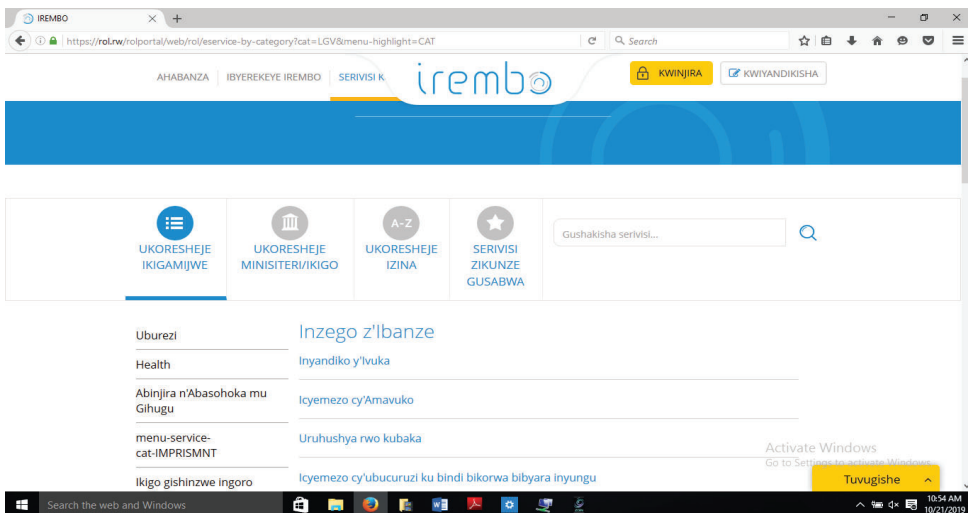 IREMBO
https://rol.rw/rolportal/web/rol/eservice-by-category?cat=LGV&menu-highlight=CAT
Search
AHABANZA
IBYEREKEYE IREMBO
SERIVISI K
irembo
KWINJIRA
KWIYANDIKISHA
UKORESHEJE
IKIGAMIJWE
UKORESHEJE
MINISITERI/IKIGO
A-Z
UKORESHEJE
IZINA
SERIVISI
ZIKUNZE
GUSABWA
Gushakisha serivisi...
Uburezi
Health
Abinjira n'Abasohoka mu
Gihugu
menu-service-
cat-IMPRISMNT
Ikigo gishinzwe ingoro
Inzego z'Ibanze
Inyandiko y'Ivuka
Icyemezo cy'Amavuko
Uruhushya rwo kubaka
Icyemezo cy'ubucuruzi ku bindi bikorwa bibyara inyungu
Activate Windows
Go to Settings to activate Windows.
Tuvugishe
Search the web and Windows
10:54 AM
10/21/2019